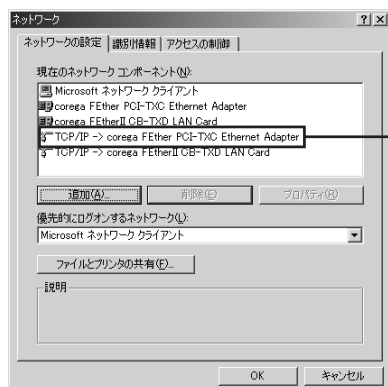 ネットワーク
ネットワークの設定 識別情報 アクセスの制御
現在のネットワーク コンポーネント(N):
Microsoft ネットワーク クライアント
corega FEther PCI-TXC Ethernet Adapter
corega FEtherII CB-TXD LAN Card
TCP/IP -> corega FEther PCI-TXC Ethernet Adapter
TCP/IP -> corega FEtherII CB-TXD LAN Card
追加(A)... 削除(E) プロパティ(R)
優先的にログオンするネットワーク(L):
Microsoft ネットワーク クライアント
ファイルとプリンタの共有(F)...
説明
OK キャンセル